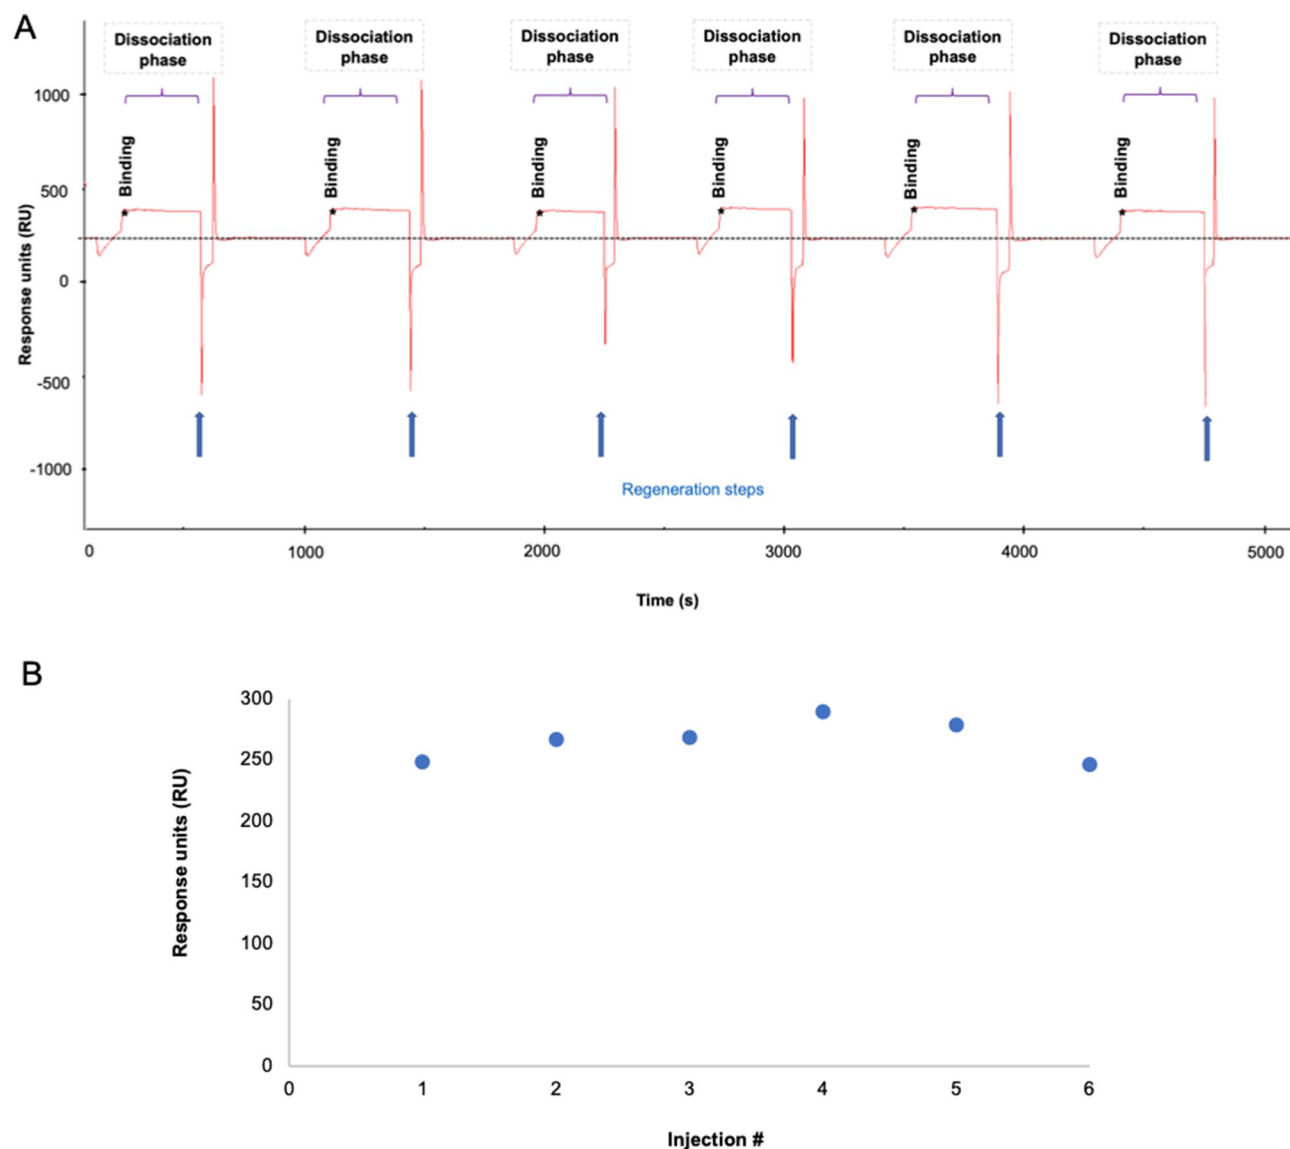 A
Dissociation
phase
Dissociation
phase
Dissociation
phase
Dissociation
phase
Dissociation
phase
Dissociation
phase
Binding
Binding
Binding
Binding
Binding
Binding
Response units (RU)
1000
500
0
-500
-1000
Regeneration steps
0 1000 2000 3000 4000 5000
Time (s)
B
Response units (RU)
300
250
200
150
100
50
0
0 1 2 3 4 5 6
Injection #